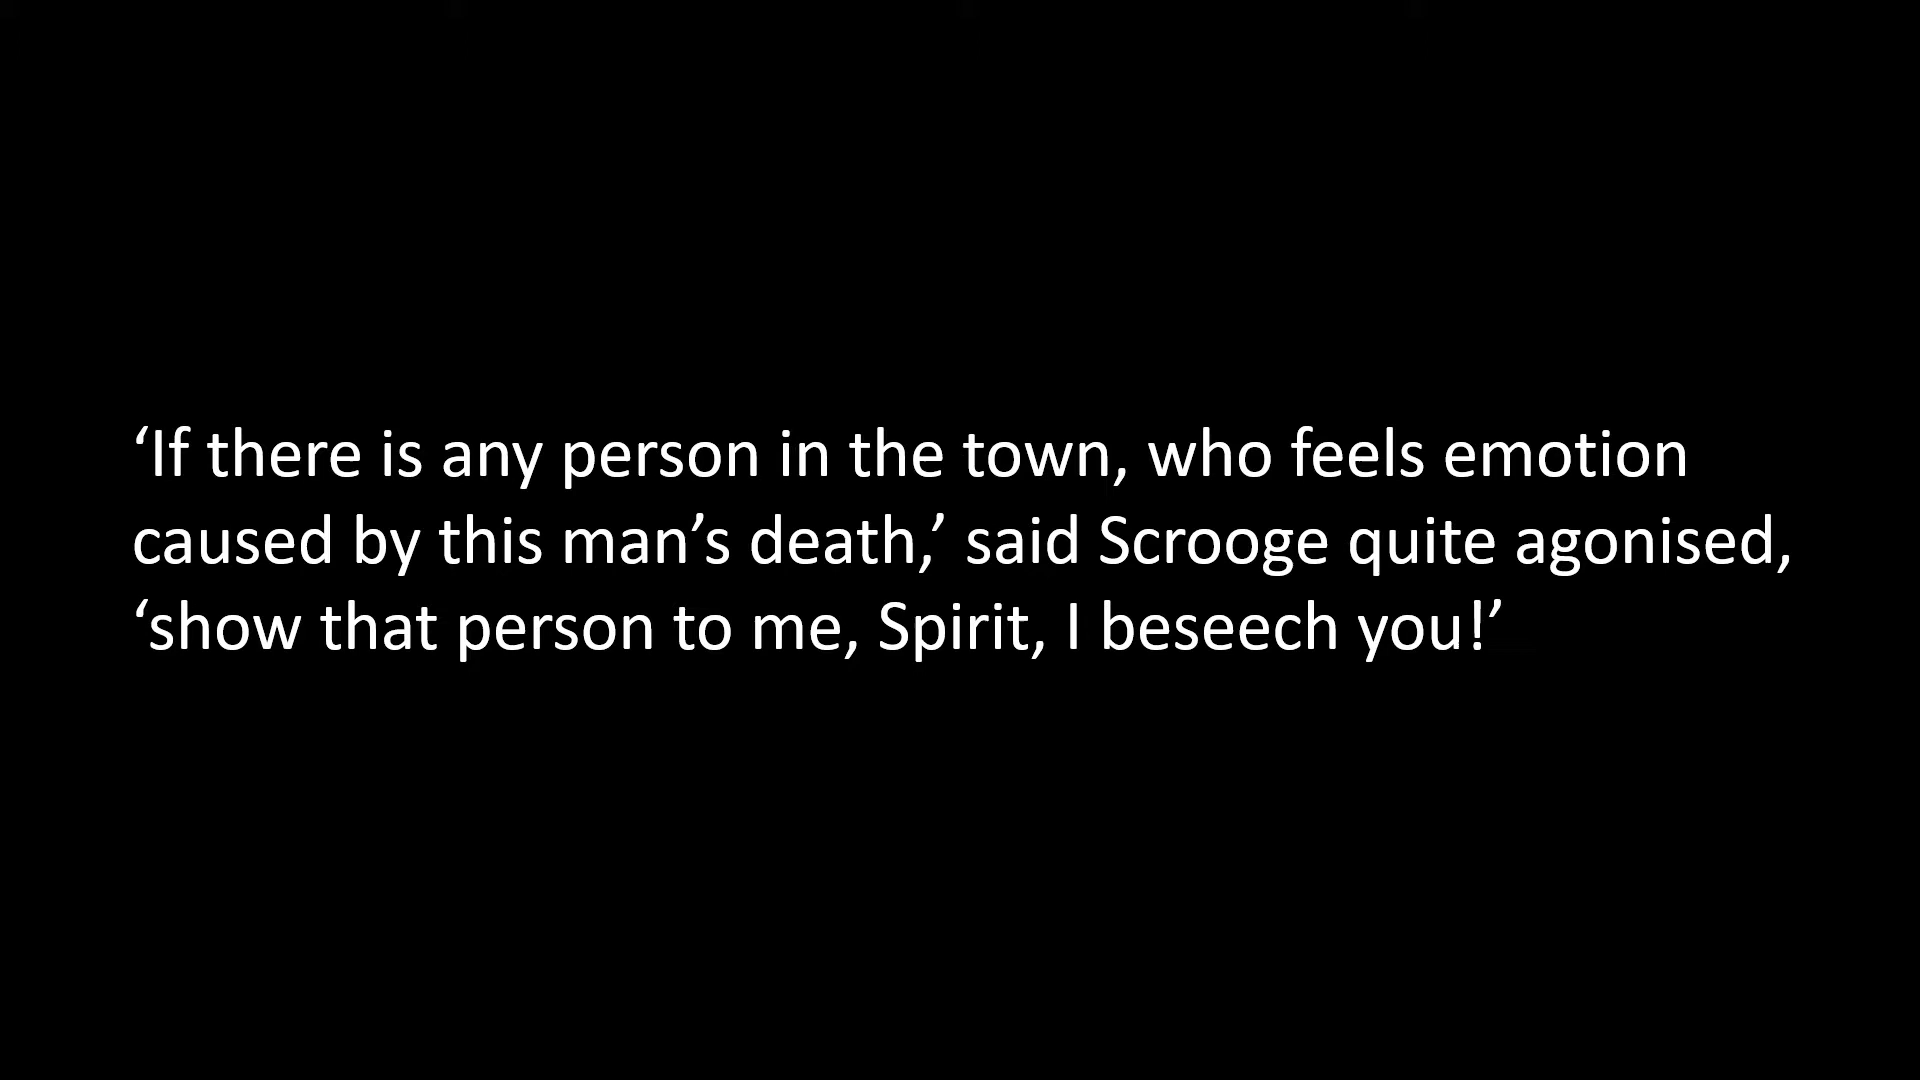 ‘If there is any person in the town, who feels emotion
caused by this man’s death,’ said Scrooge quite agonised,
‘show that person to me, Spirit, I beseech you!’